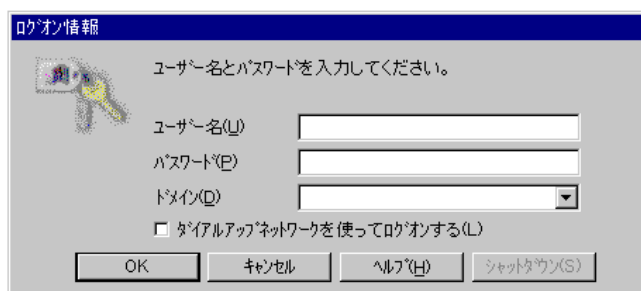 ログオン情報
ユーザー名とパスワードを入力してください。
ユーザー名(U)
パスワード(P)
ドメイン(D)
ダイアルアップネットワークを使ってログオンする(L)
OK キャンセル ヘルプ(H) シャットダウン(S)